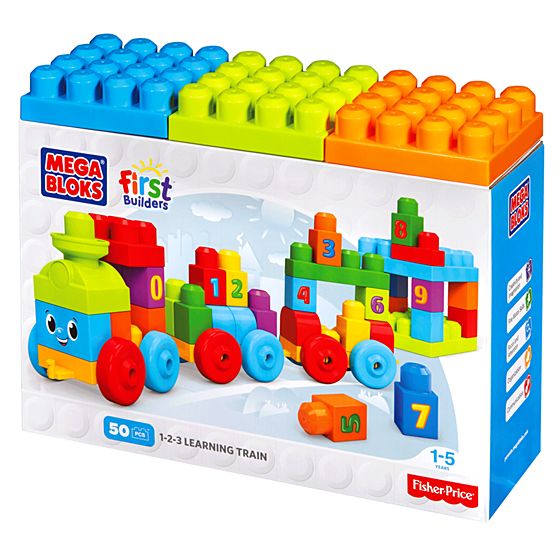 MEGA
BLOKS
first
Builders
MEGA
BLOKS
0
1 2
3
4
6
8
9
5
7
50 PCS
1-2-3 LEARNING TRAIN
1-5
YEARS
Fisher-Price